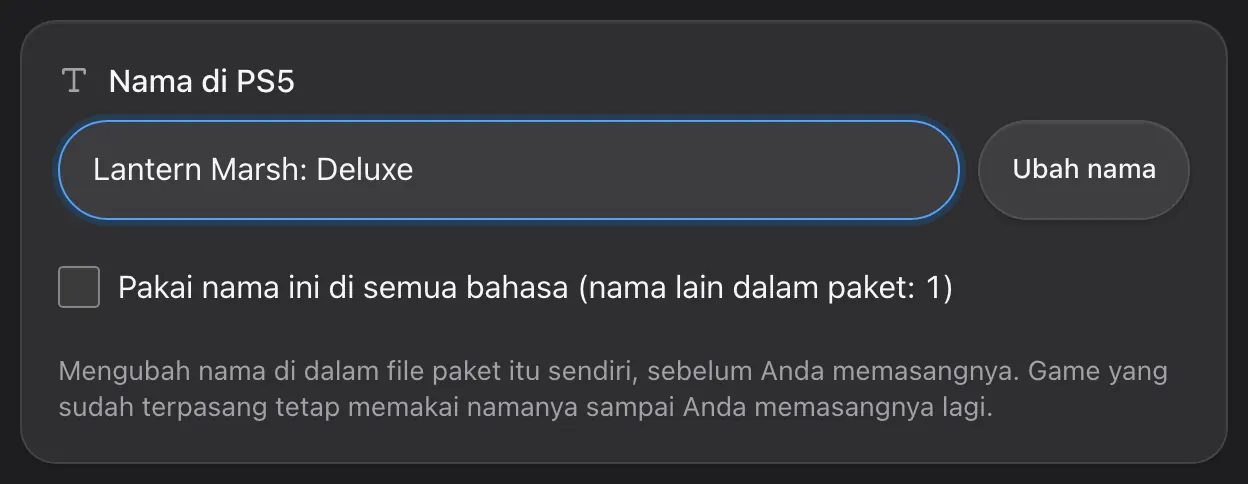 Nama di PS5
Lantern Marsh: Deluxe
Ubah nama
Pakai nama ini di semua bahasa (nama lain dalam paket: 1)
Mengubah nama di dalam file paket itu sendiri, sebelum Anda memasangnya. Game yang
sudah terpasang tetap memakai namanya sampai Anda memasangnya lagi.